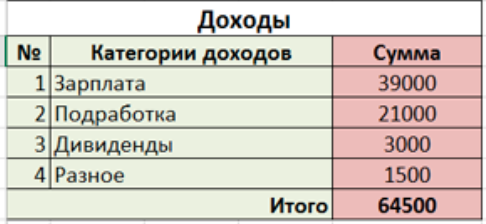 Доходы
№ Категории доходов Сумма
1 Зарплата 39000
2 Подработка 21000
3 Дивиденды 3000
4 Разное 1500
Итого 64500